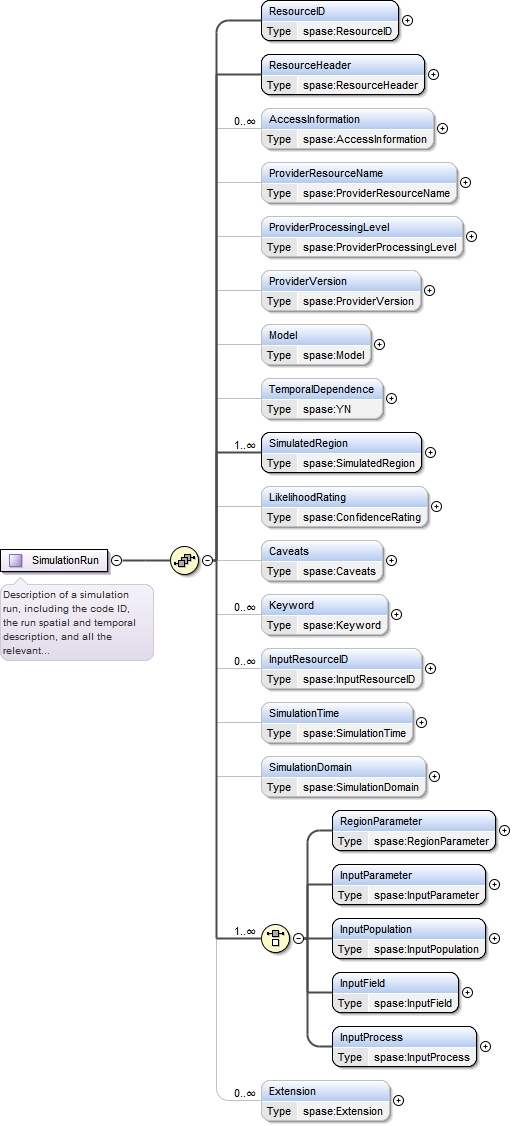 ResourceID
Type spase:ResourceID
ResourceHeader
Type spase:ResourceHeader
0..∞
AccessInformation
Type spase:AccessInformation
ProviderResourceName
Type spase:ProviderResourceName
ProviderProcessingLevel
Type spase:ProviderProcessingLevel
ProviderVersion
Type spase:ProviderVersion
Model
Type spase:Model
TemporalDependence
Type spase:YN
1..∞
SimulatedRegion
Type spase:SimulatedRegion
LikelihoodRating
Type spase:ConfidenceRating
SimulationRun
Description of a simulation
run, including the code ID,
the run spatial and temporal
description, and all the
relevant...
Caveats
Type spase:Caveats
0..∞
Keyword
Type spase:Keyword
0..∞
InputResourceID
Type spase:InputResourceID
SimulationTime
Type spase:SimulationTime
SimulationDomain
Type spase:SimulationDomain
1..∞
RegionParameter
Type spase:RegionParameter
InputParameter
Type spase:InputParameter
InputPopulation
Type spase:InputPopulation
InputField
Type spase:InputField
InputProcess
Type spase:InputProcess
0..∞
Extension
Type spase:Extension